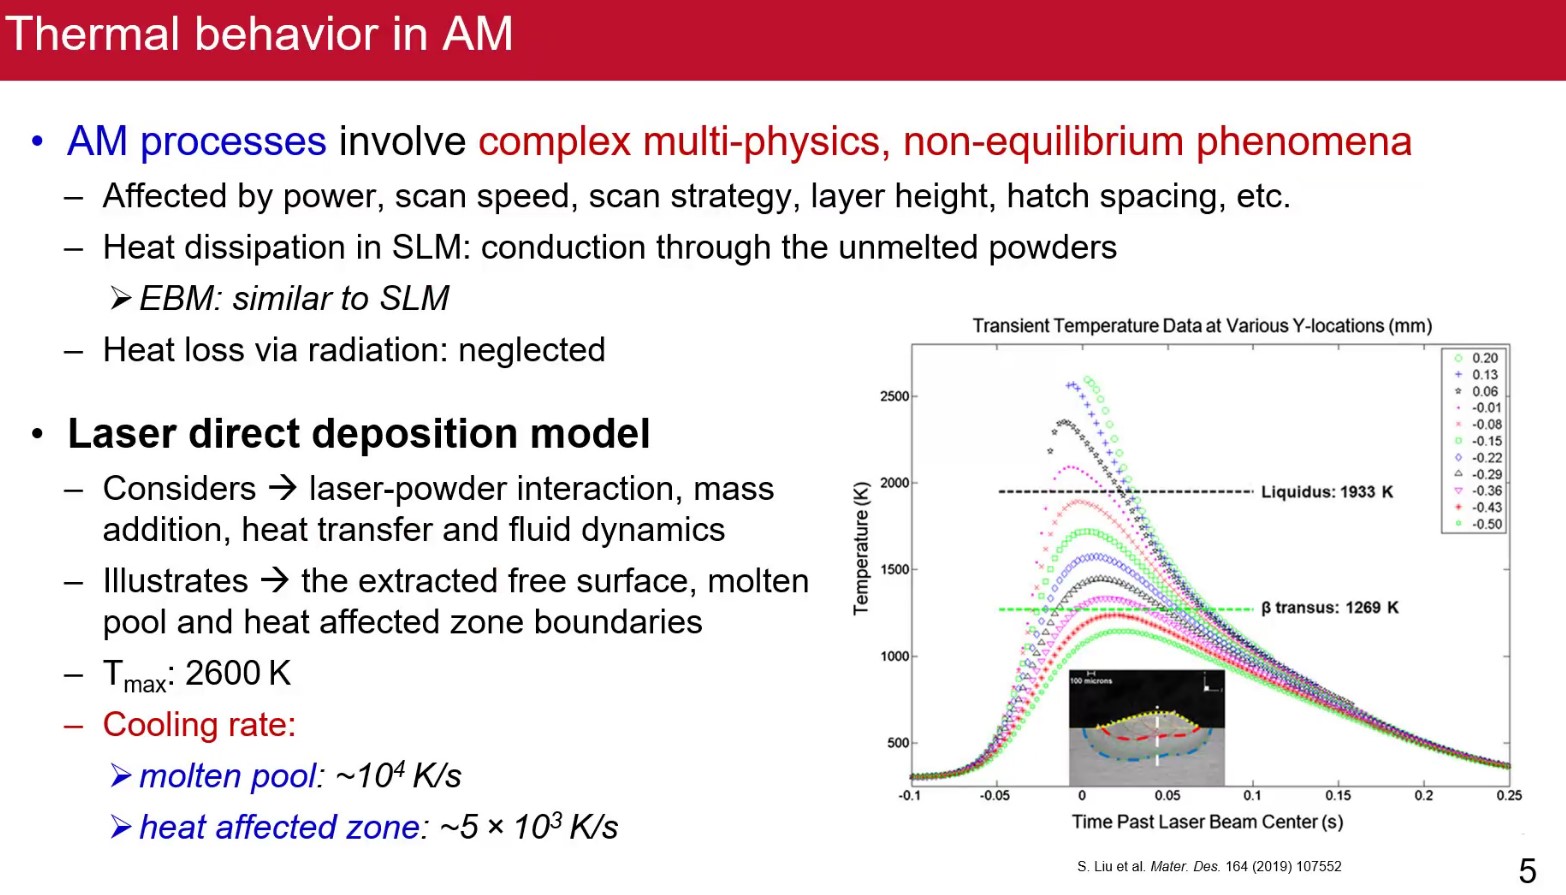 Thermal behavior in AM
• AM processes involve complex multi-physics, non-equilibrium phenomena
– Affected by power, scan speed, scan strategy, layer height, hatch spacing, etc.
– Heat dissipation in SLM: conduction through the unmelted powders
➢ EBM: similar to SLM
– Heat loss via radiation: neglected
• Laser direct deposition model
– Considers → laser-powder interaction, mass
addition, heat transfer and fluid dynamics
– Illustrates → the extracted free surface, molten
pool and heat affected zone boundaries
– Tmax: 2600 K
– Cooling rate:
➢ molten pool: ~10⁴ K/s
➢ heat affected zone: ~5 × 10³ K/s
Transient Temperature Data at Various Y-locations (mm)
0.20
0.13
0.06
-0.01
-0.08
-0.15
-0.22
-0.29
-0.36
-0.43
-0.50
Temperature (K)
2500
2000
1500
1000
500
Liquidus: 1933 K
β transus: 1269 K
100 microns
-0.1 -0.05 0 0.05 0.1 0.15 0.2 0.25
Time Past Laser Beam Center (s)
S. Liu et al. Mater. Des. 164 (2019) 107552
5